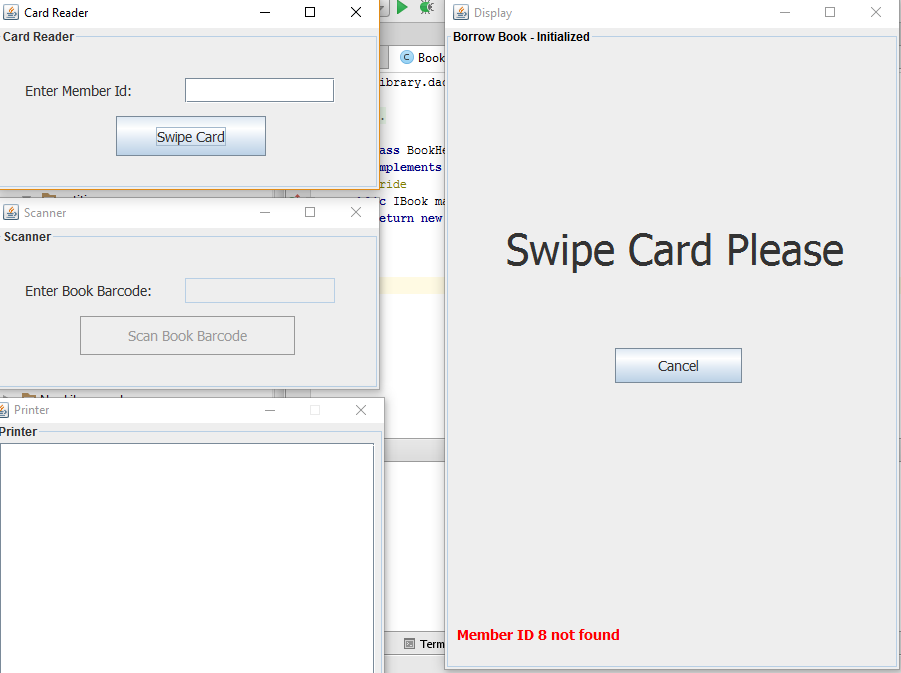 Card Reader
Card Reader
Enter Member Id:
Swipe Card
Scanner
Scanner
Enter Book Barcode:
Scan Book Barcode
Printer
Printer
C Book
ibrary.dao
ass BookHe
mplements
ride
c IBook ma
eturn new
Term
Display
Borrow Book - Initialized
Swipe Card Please
Cancel
Member ID 8 not found